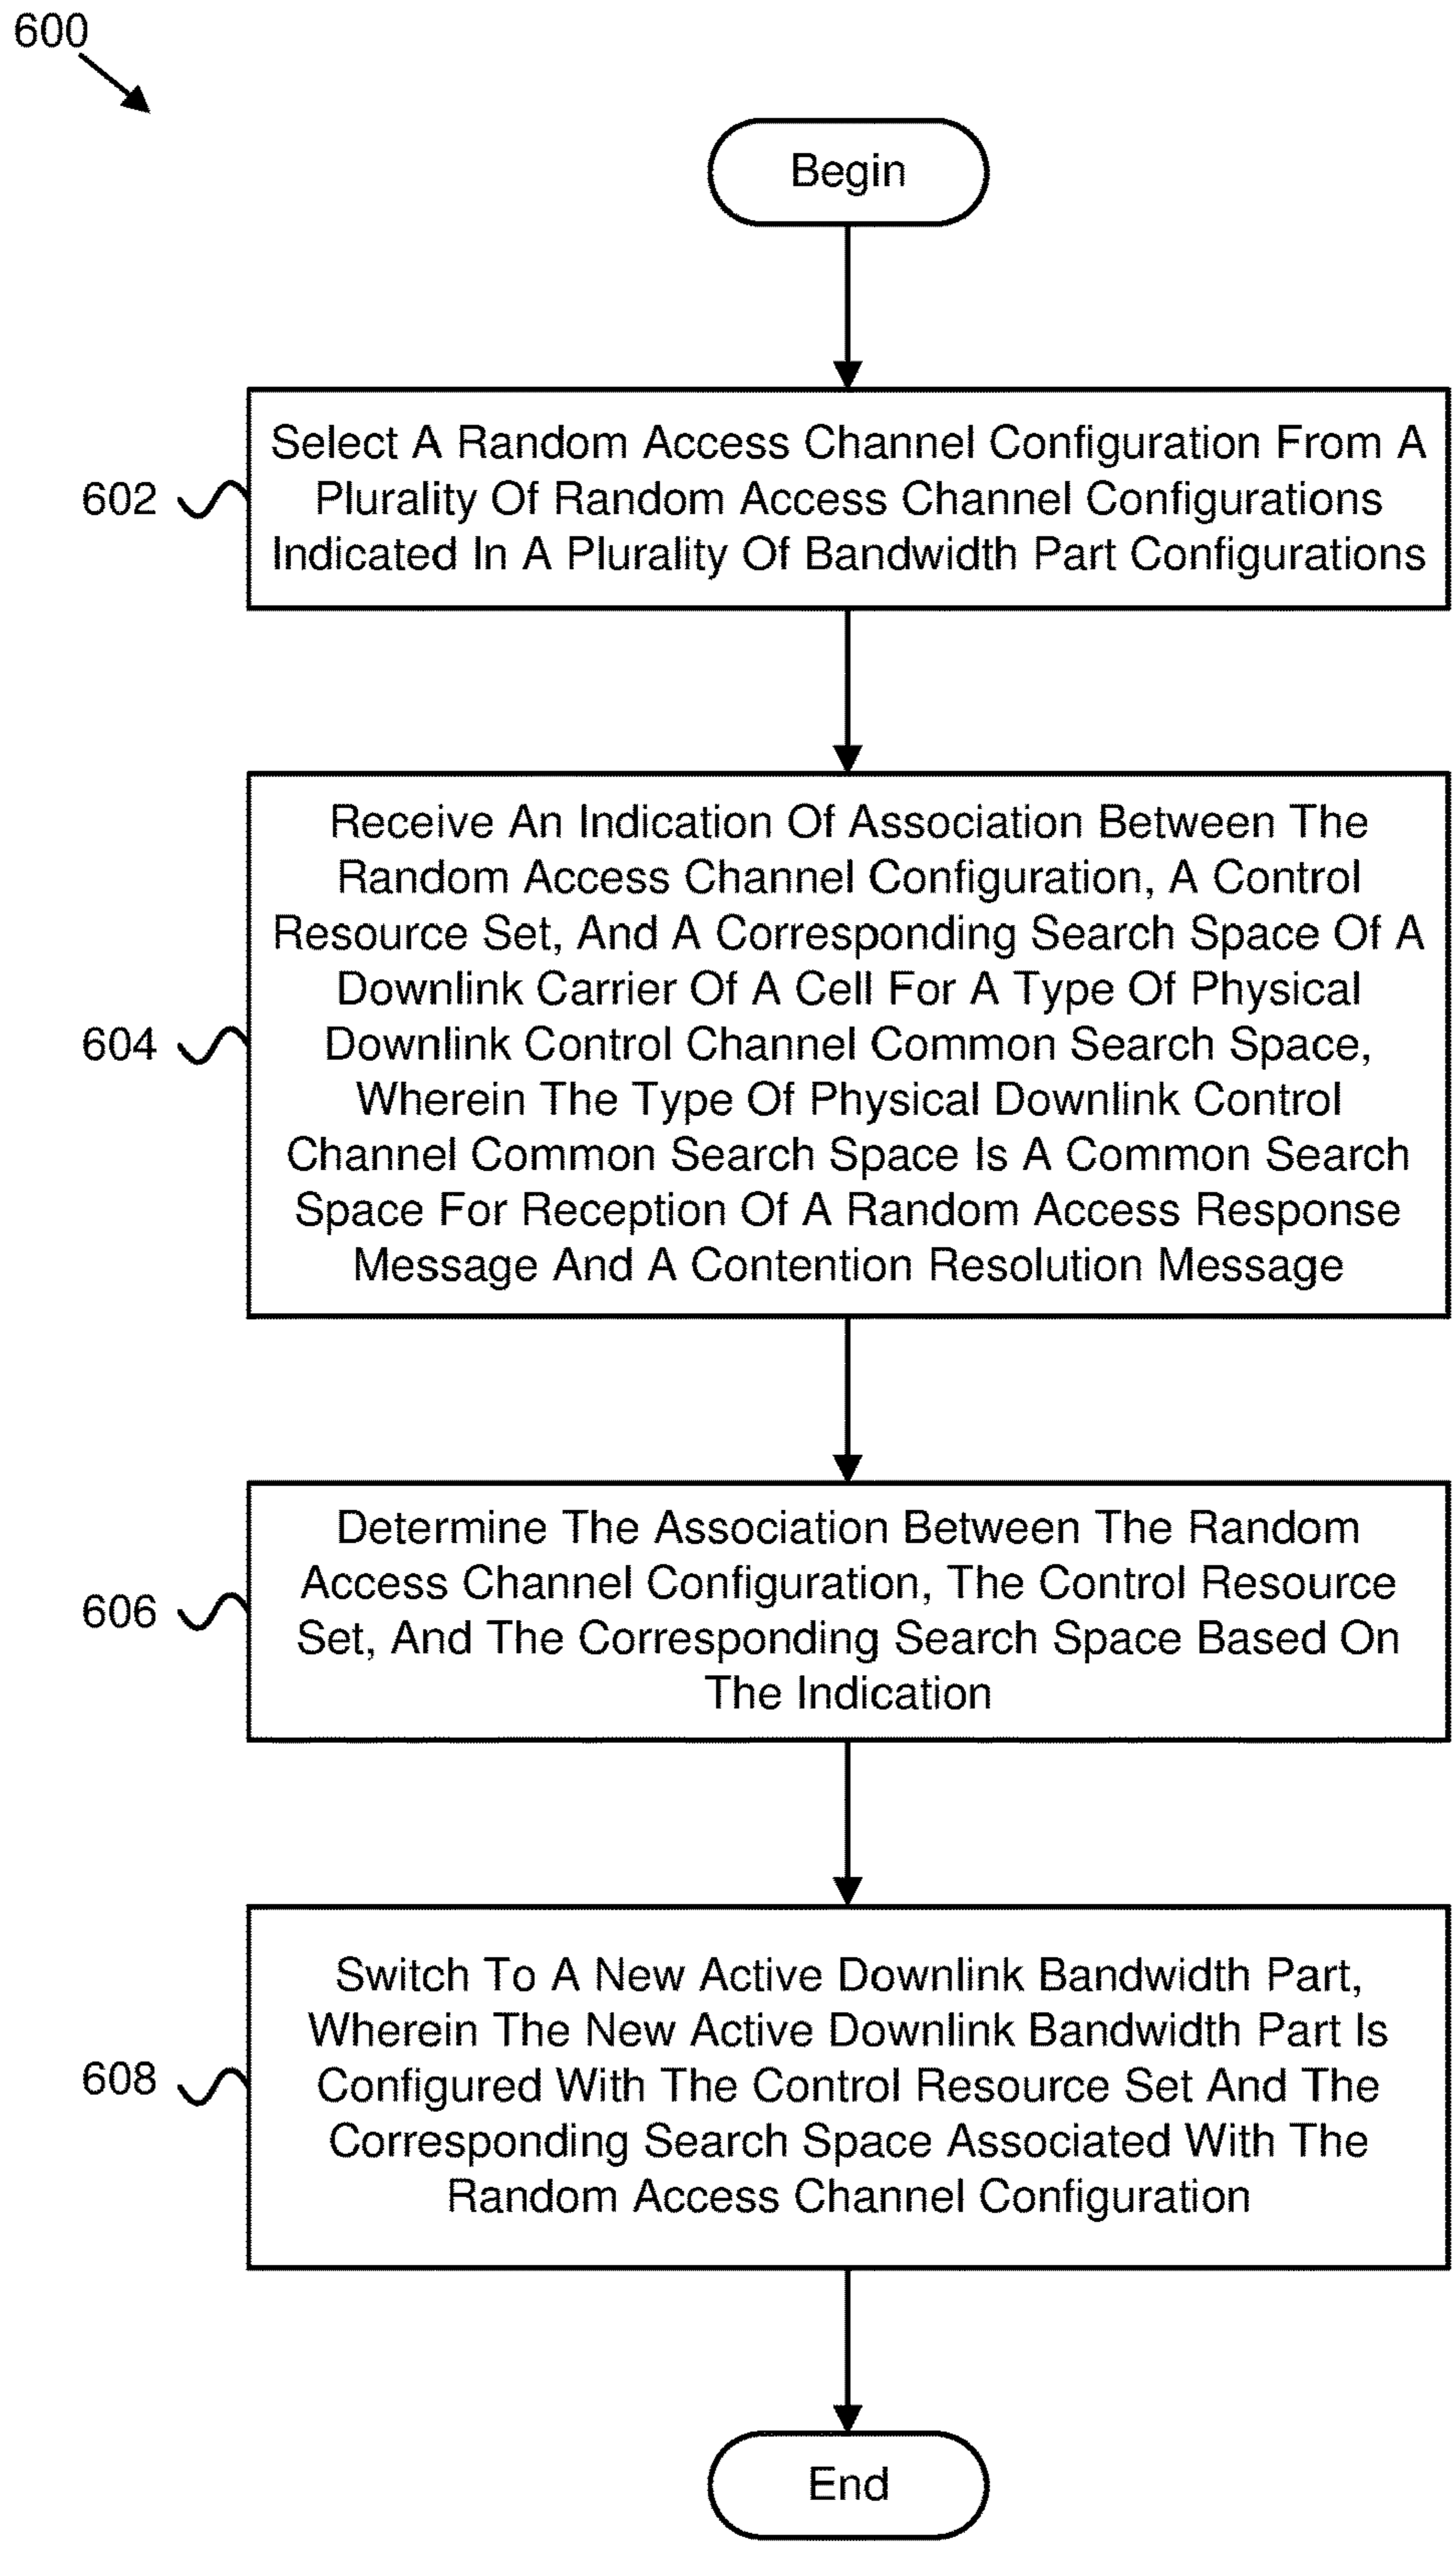 600
Begin
602
Select A Random Access Channel Configuration From A
Plurality Of Random Access Channel Configurations
Indicated In A Plurality Of Bandwidth Part Configurations
604
Receive An Indication Of Association Between The
Random Access Channel Configuration, A Control
Resource Set, And A Corresponding Search Space Of A
Downlink Carrier Of A Cell For A Type Of Physical
Downlink Control Channel Common Search Space,
Wherein The Type Of Physical Downlink Control
Channel Common Search Space Is A Common Search
Space For Reception Of A Random Access Response
Message And A Contention Resolution Message
606
Determine The Association Between The Random
Access Channel Configuration, The Control Resource
Set, And The Corresponding Search Space Based On
The Indication
608
Switch To A New Active Downlink Bandwidth Part,
Wherein The New Active Downlink Bandwidth Part Is
Configured With The Control Resource Set And The
Corresponding Search Space Associated With The
Random Access Channel Configuration
End